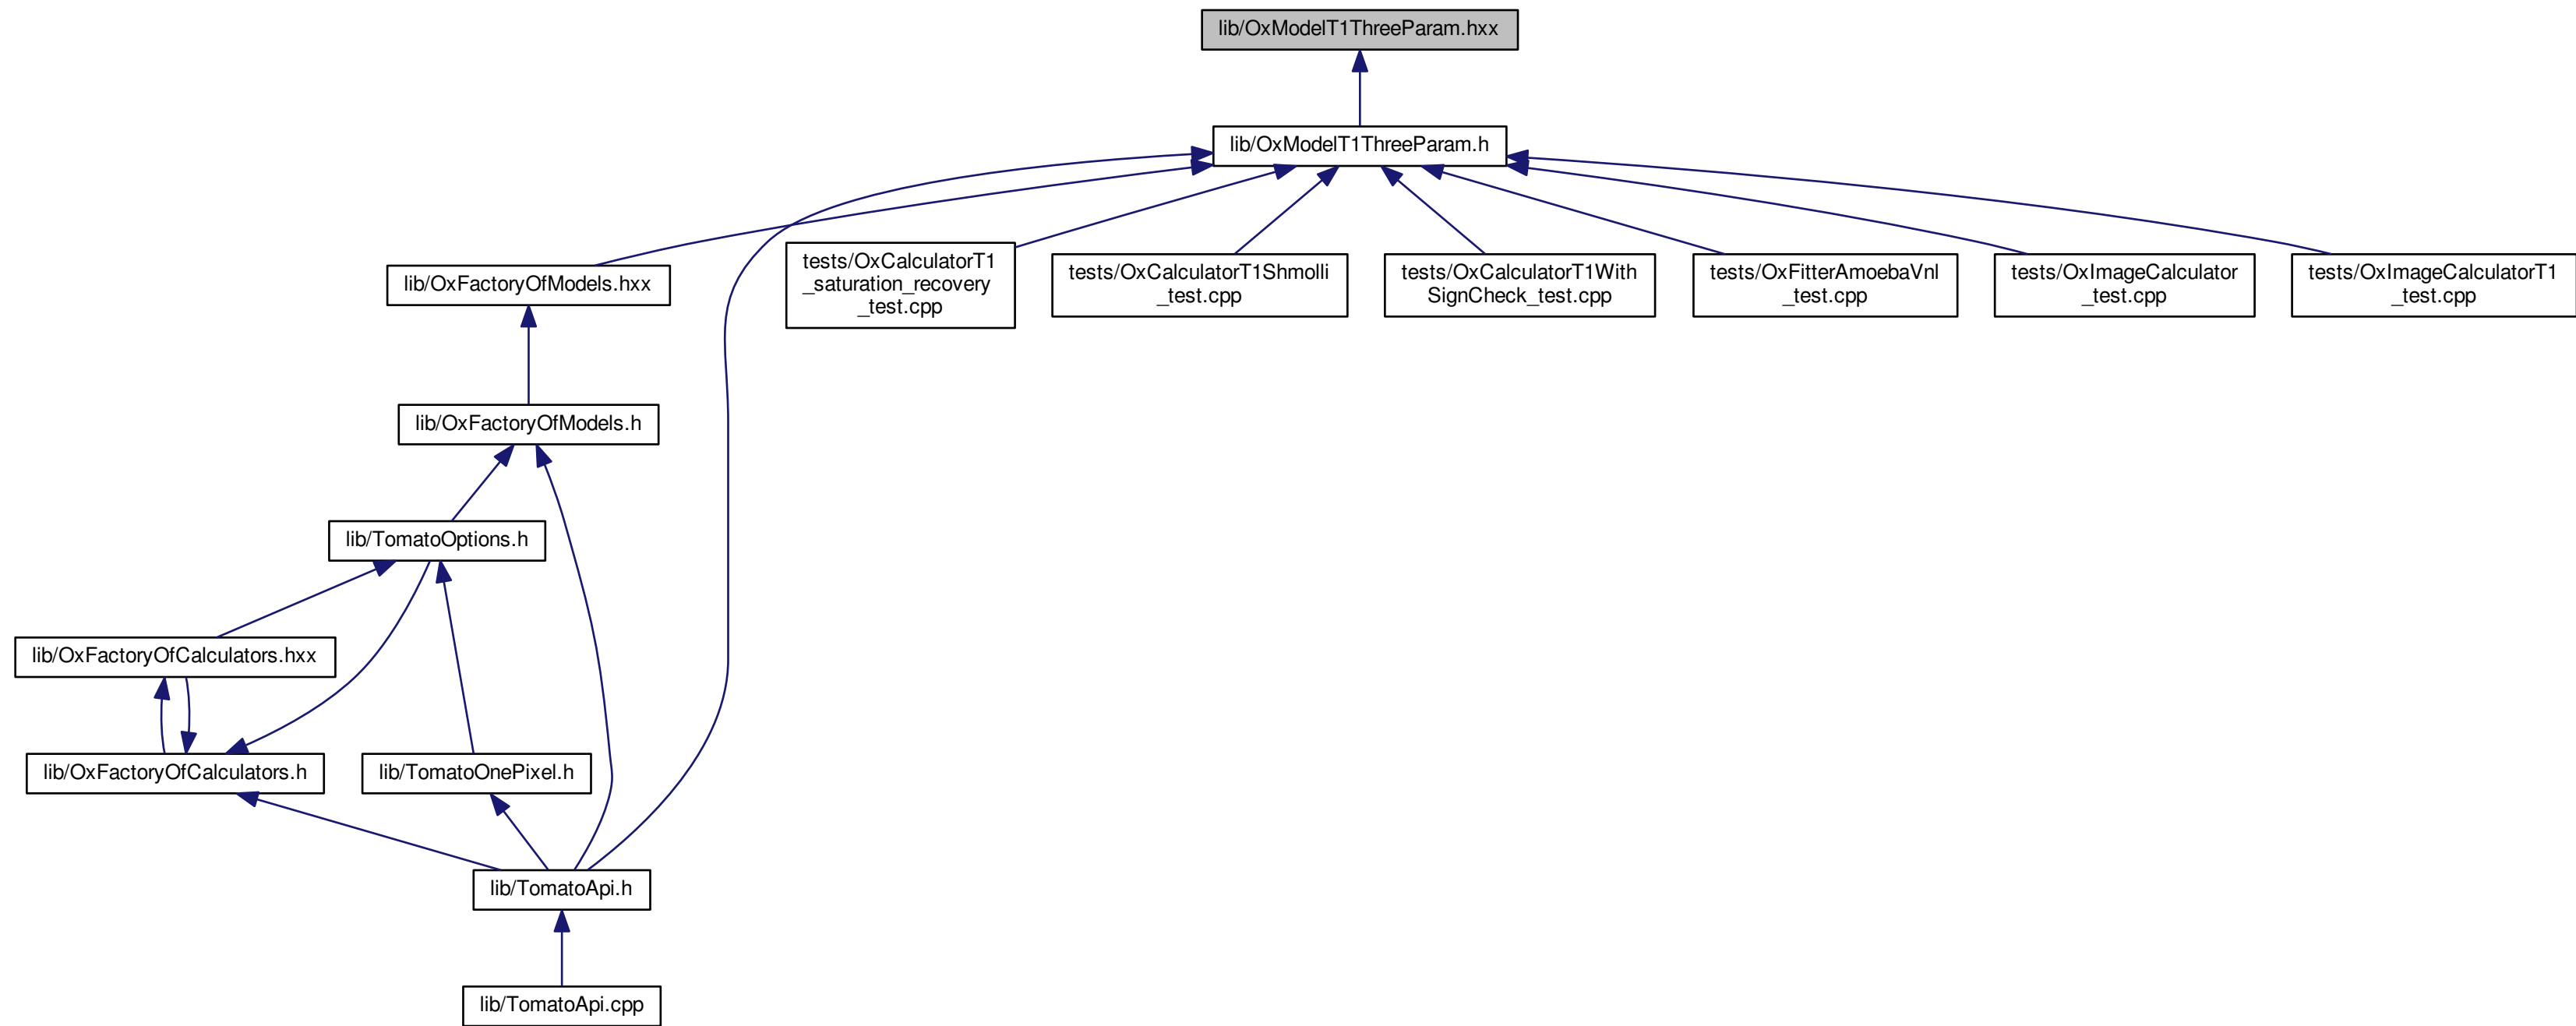 lib/OxModelT1ThreeParam.hxx
lib/OxModelT1ThreeParam.h
lib/OxFactoryOfModels.hxx
tests/OxCalculatorT1
_saturation_recovery
_test.cpp
tests/OxCalculatorT1Shmolli
_test.cpp
tests/OxCalculatorT1With
SignCheck_test.cpp
tests/OxFitterAmoebaVnl
_test.cpp
tests/OxImageCalculator
_test.cpp
tests/OxImageCalculatorT1
_test.cpp
lib/OxFactoryOfModels.h
lib/TomatoOptions.h
lib/OxFactoryOfCalculators.hxx
lib/OxFactoryOfCalculators.h
lib/TomatoOnePixel.h
lib/TomatoApi.h
lib/TomatoApi.cpp